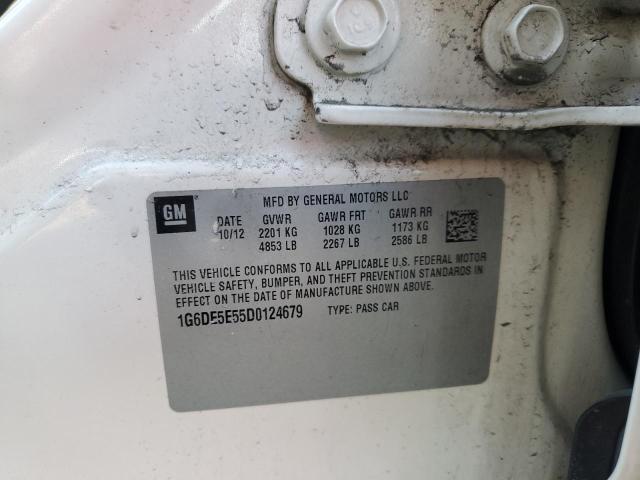 MFD BY GENERAL MOTORS LLC
GM
DATE GVWR GAWR FRT GAWR RR
10/12 2201 KG 1028 KG 1173 KG
4853 LB 2267 LB 2586 LB
THIS VEHICLE CONFORMS TO ALL APPLICABLE U.S. FEDERAL MOTOR
VEHICLE SAFETY, BUMPER, AND THEFT PREVENTION STANDARDS IN
EFFECT ON THE DATE OF MANUFACTURE SHOWN ABOVE.
1G6DE5E55D0124679 TYPE: PASS CAR